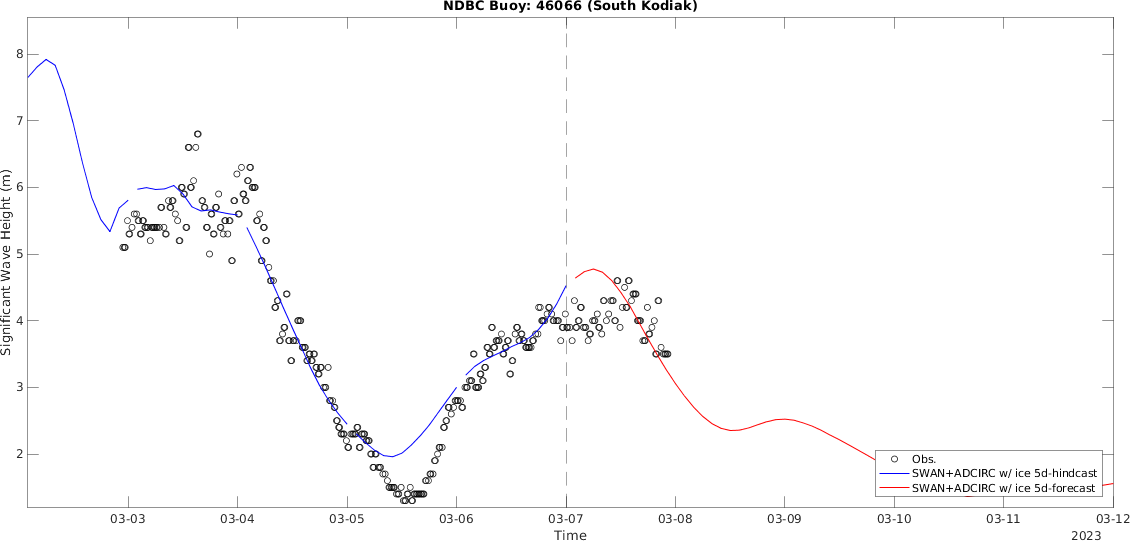 NDBC Buoy: 46066 (South Kodiak)
8
7
6
5
4
3
2
Significant Wave Height (m)
Obs.
SWAN+ADCIRC w/ ice 5d-hindcast
SWAN+ADCIRC w/ ice 5d-forecast
03-03 03-04 03-05 03-06 03-07 03-08 03-09 03-10 03-11 03-12
Time
2023